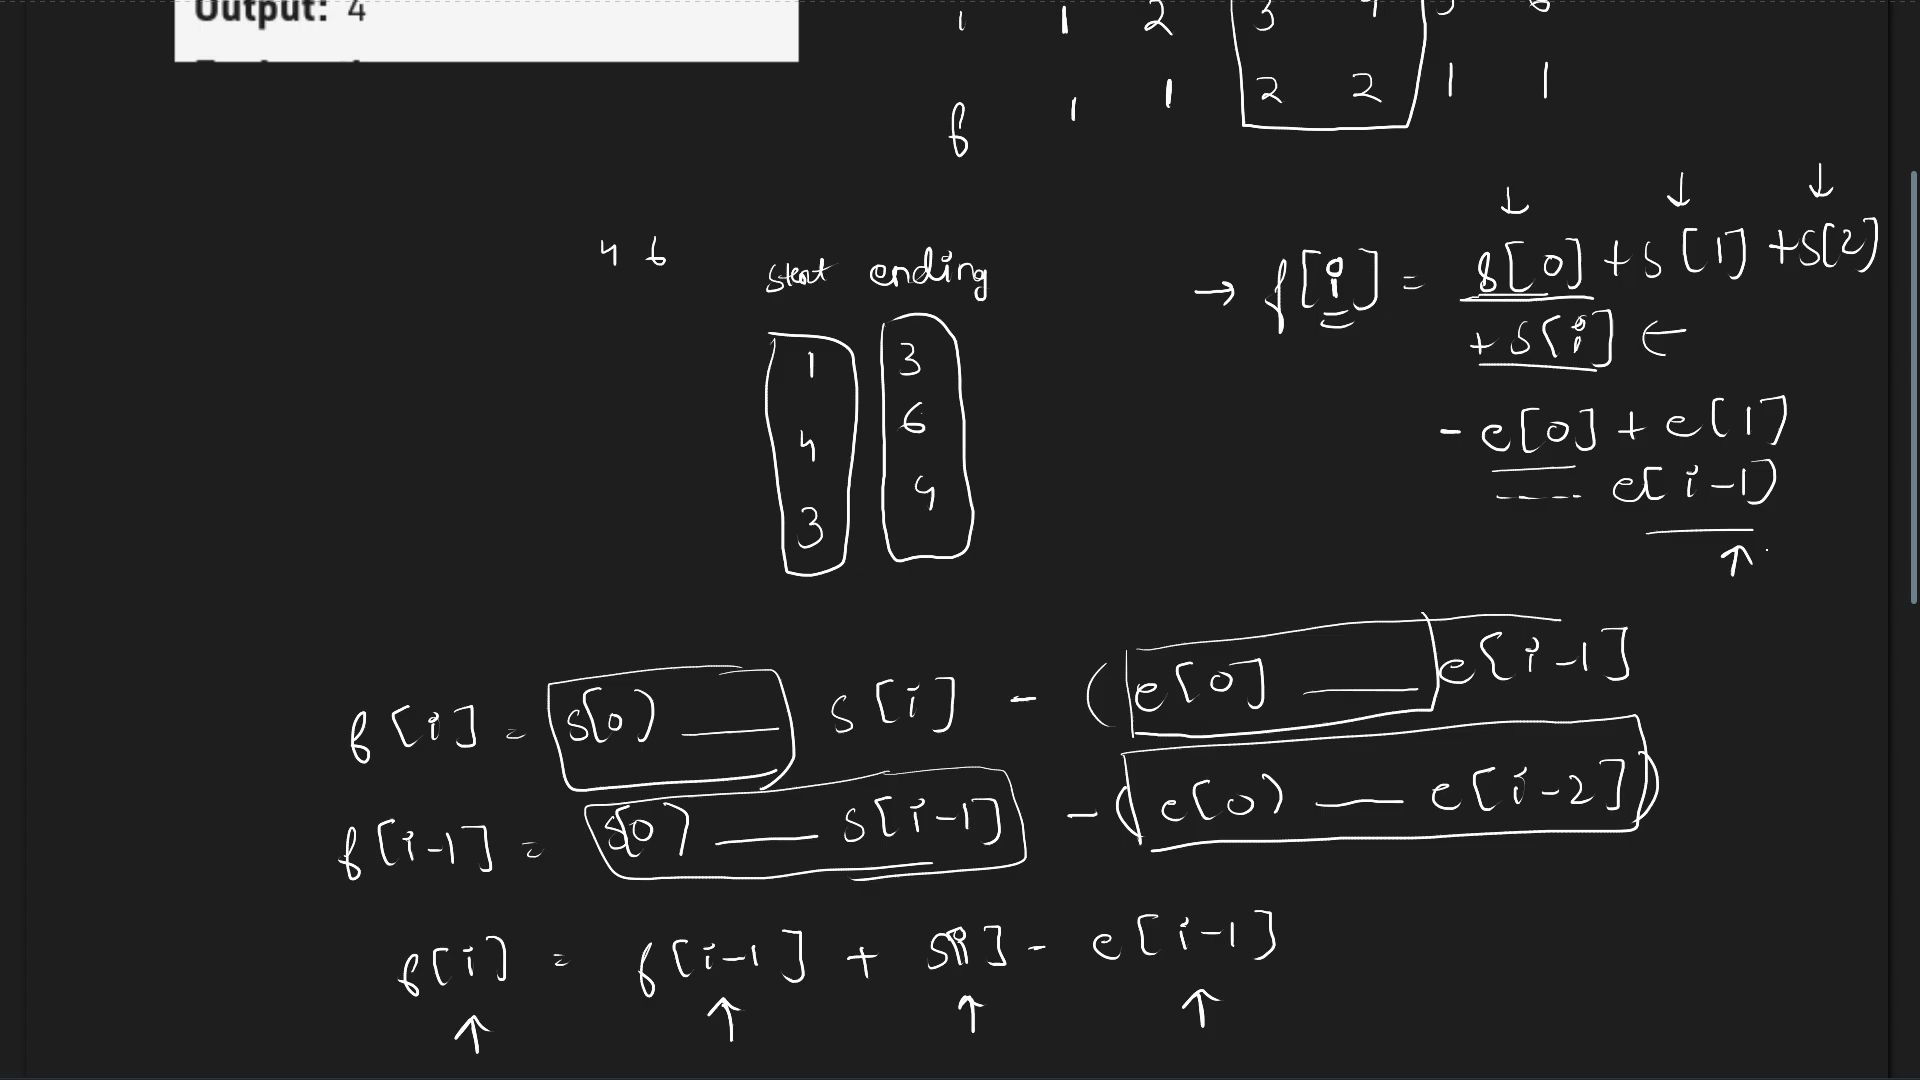 Output: 4
1 1 2 3 4 5 6
f 1 1 2 2 1 1
4 6
start ending
1 3
4 6
3 4
→ f[i] = s[0] + s[1] + s[2]
+ s[i] ←
- e[0] + e[1]
---- e[i-1]
f[i] = s[0] — s[i] - (e[0] — e[i-1]
f[i-1] = s[0] — s[i-1] - (e[0] — e[i-2])
f[i] = f[i-1] + s[i] - e[i-1]